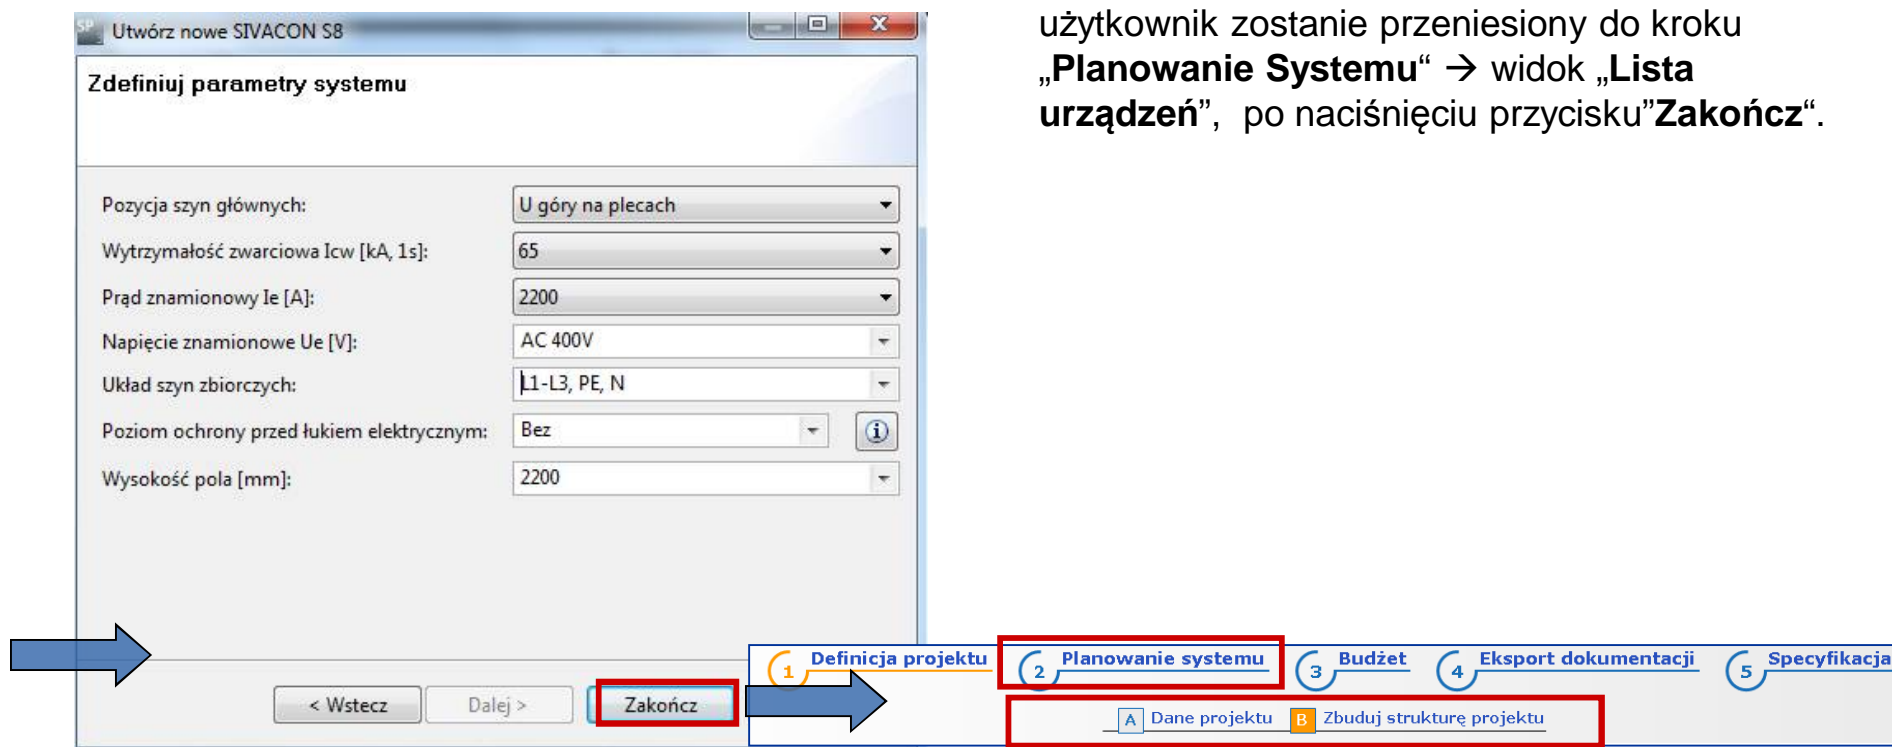 Utwórz nowe SIVACON S8
Zdefiniuj parametry systemu
Pozycja szyn głównych: U góry na plecach
Wytrzymałość zwarciowa Icw [kA, 1s]: 65
Prąd znamionowy Ie [A]: 2200
Napięcie znamionowe Ue [V]: AC 400V
Układ szyn zbiorczych: L1-L3, PE, N
Poziom ochrony przed łukiem elektrycznym: Bez
Wysokość pola [mm]: 2200
< Wstecz Dalej > Zakończ
użytkownik zostanie przeniesiony do kroku
„Planowanie Systemu“ → widok „Lista
urządzeń”, po naciśnięciu przycisku”Zakończ“.
1 Definicja projektu 2 Planowanie systemu 3 Budżet 4 Eksport dokumentacji 5 Specyfikacja
A Dane projektu B Zbuduj strukturę projektu